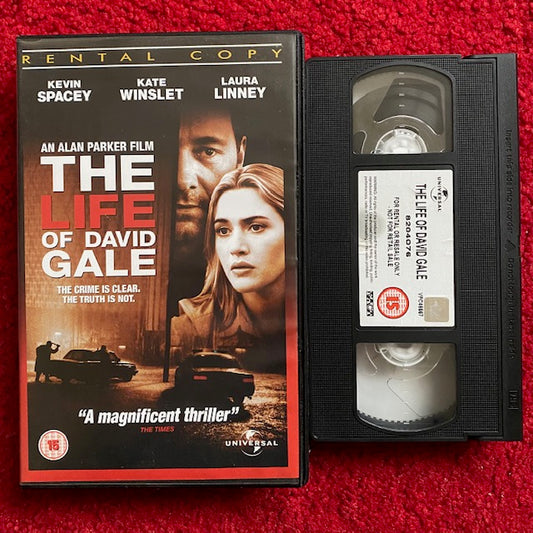 RENTAL COPY
KEVIN SPACEY
KATE WINSLET
LAURA LINNEY
AN ALAN PARKER FILM
THE
LIFE
OF DAVID
GALE
THE CRIME IS CLEAR.
THE TRUTH IS NOT.
"A magnificent thriller"
THE TIMES
15
UNIVERSAL
UNIVERSAL
THE LIFE OF DAVID GALE
8204076
FOR RENTAL OR RESALE ONLY
- NOT FOR RETAIL SALE
15